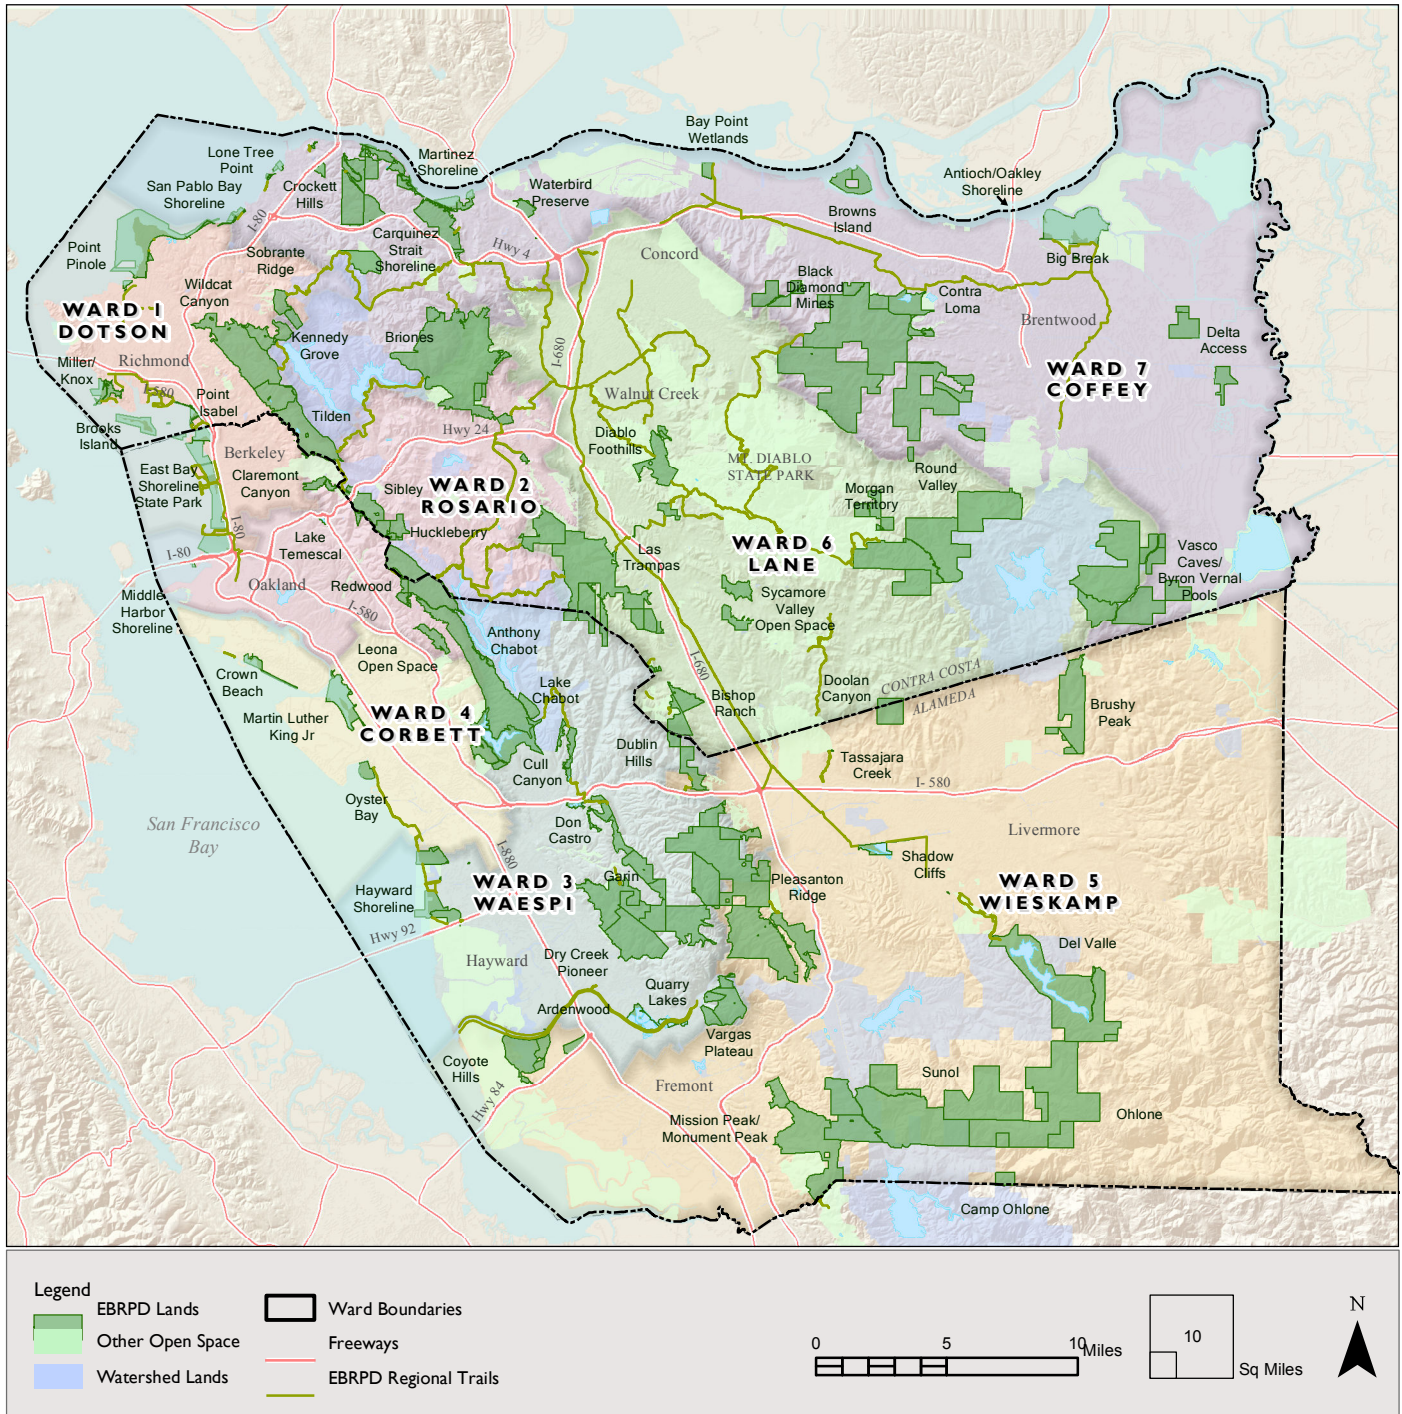 Bay Point
Wetlands
Lone Tree
Point
Martinez
Shoreline
San Pablo Bay
Shoreline
Crockett
Hills
Waterbird
Preserve
Antioch/Oakley
Shoreline
I-80
Browns
Island
Point
Pinole
Carquinez
Strait
Shoreline
Hwy 4
Concord
Sobrante
Ridge
Big Break
Wildcat
Canyon
Black
Diamond
Mines
Contra
Loma
WARD 1
DOTSON
Brentwood
Kennedy
Grove
Briones
Delta
Access
Richmond
I-680
Miller/
Knox
WARD 7
COFFEY
I-580
Point
Isabel
Walnut Creek
Tilden
Brooks
Island
Hwy 24
Diablo
Foothills
Berkeley
MT. DIABLO
STATE PARK
East Bay
Shoreline
State Park
Claremont
Canyon
Round
Valley
Sibley
WARD 2
ROSARIO
Morgan
Territory
I-80
Huckleberry
Lake
Temescal
WARD 6
LANE
I-80
Las
Trampas
Vasco
Caves/
Byron Vernal
Pools
Oakland
Redwood
Middle
Harbor
Shoreline
I-580
Sycamore
Valley
Open Space
Anthony
Chabot
Leona
Open Space
I-680
CONTRA COSTA
ALAMEDA
Crown
Beach
Lake
Chabot
Doolan
Canyon
Bishop
Ranch
Brushy
Peak
Martin Luther
King Jr
WARD 4
CORBETT
Dublin
Hills
Cull
Canyon
Tassajara
Creek
I- 580
Oyster
Bay
San Francisco
Bay
Don
Castro
Livermore
I-880
Shadow
Cliffs
Garin
Pleasanton
Ridge
WARD 3
WAESPI
WARD 5
WIESKAMP
Hayward
Shoreline
Hwy 92
Del Valle
Hayward
Dry Creek
Pioneer
Quarry
Lakes
Ardenwood
Vargas
Plateau
Coyote
Hills
Sunol
Fremont
Hwy 84
Mission Peak/
Monument Peak
Ohlone
Camp Ohlone
Legend
EBRPD Lands
Other Open Space
Watershed Lands
Ward Boundaries
Freeways
EBRPD Regional Trails
0 5 10 Miles
10
Sq Miles
N